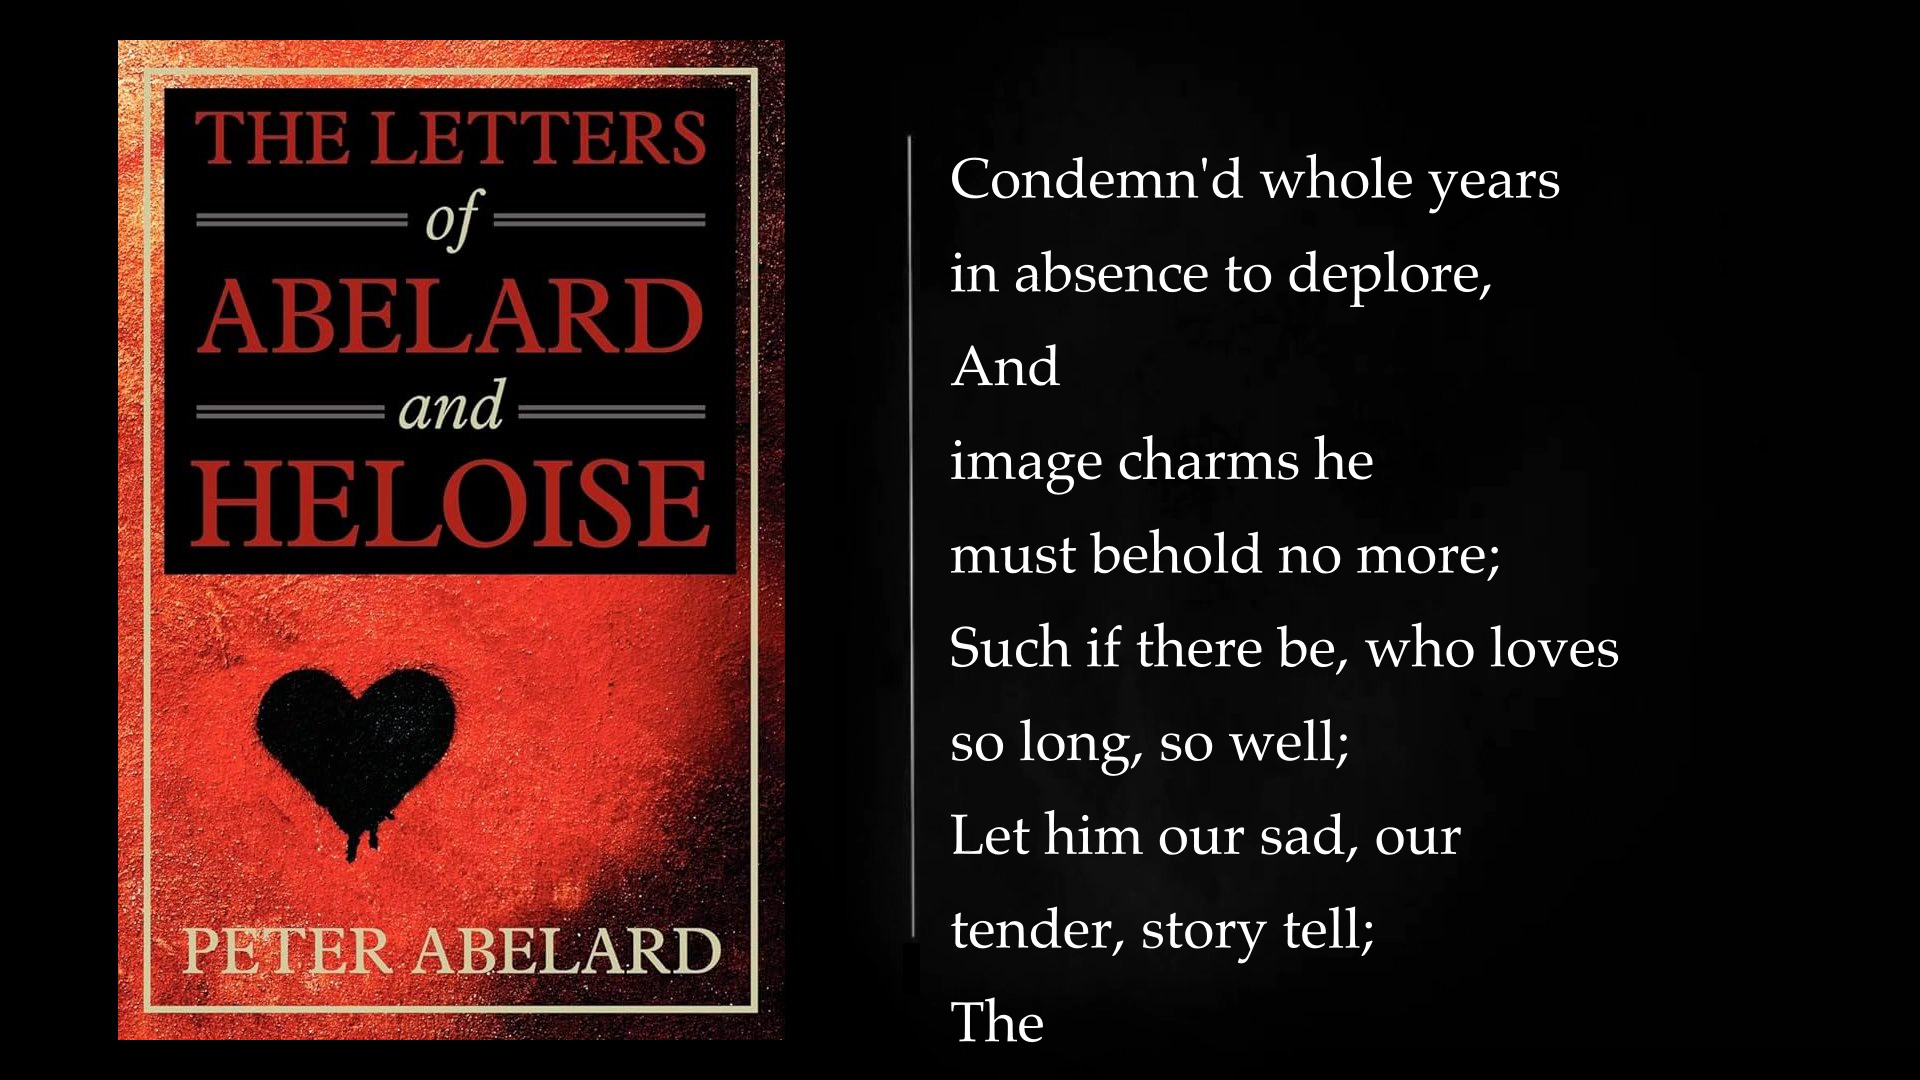 THE LETTERS
of
ABELARD
and
HELOISE
PETER ABELARD
Condemn'd whole years
in absence to deplore,
And
image charms he
must behold no more;
Such if there be, who loves
so long, so well;
Let him our sad, our
tender, story tell;
The